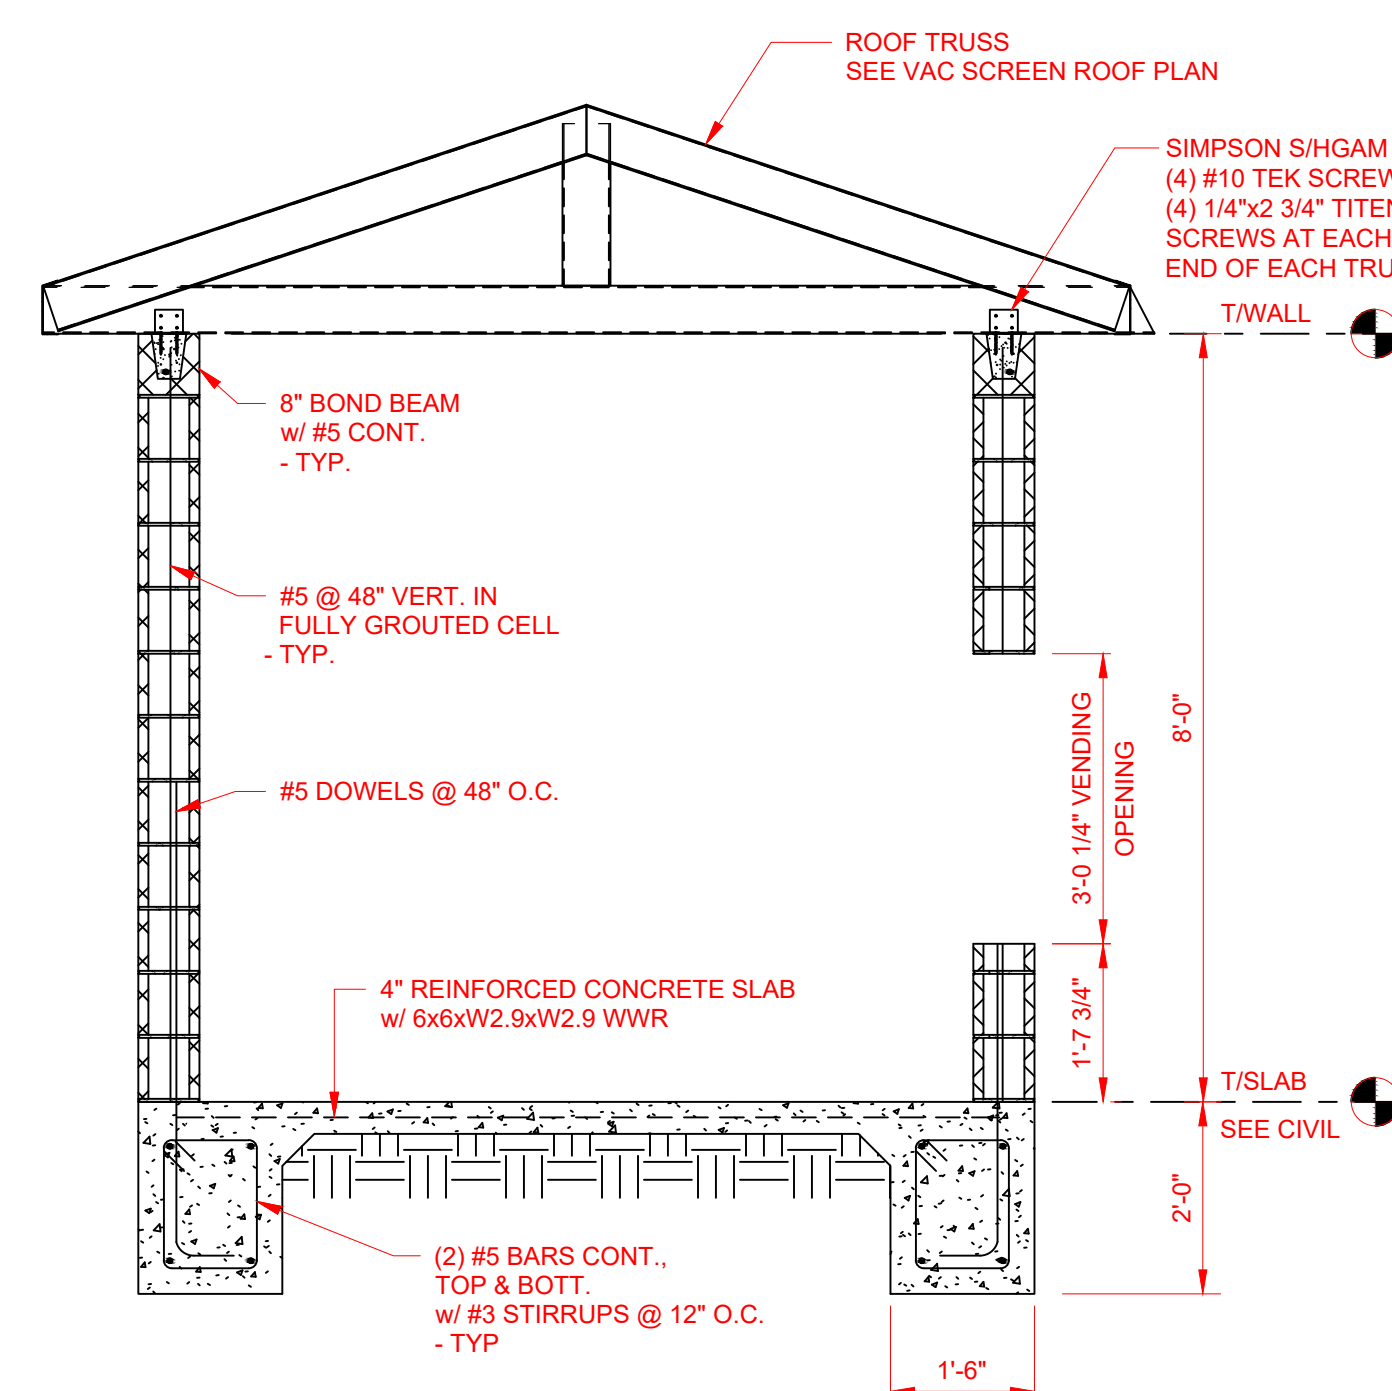 ROOF TRUSS
SEE VAC SCREEN ROOF PLAN
SIMPSON S/HGAM
(4) #10 TEK
(4) 1/4"x2 3/4"
SCREWS AT EACH
END OF EACH
T/WALL
8" BOND BEAM
w/ #5 CONT.
- TYP.
#5 @ 48" VERT. IN
FULLY GROUTED CELL
- TYP.
#5 DOWELS @ 48" O.C.
3'-0 1/4" VENDING
OPENING
8'-0"
4" REINFORCED CONCRETE SLAB
w/ 6x6xW2.9xW2.9 WWR
1'-7 3/4"
T/SLAB
SEE CIVIL
2'-0"
(2) #5 BARS CONT.,
TOP & BOTT.
w/ #3 STIRRUPS @ 12" O.C.
- TYP
1'-6"